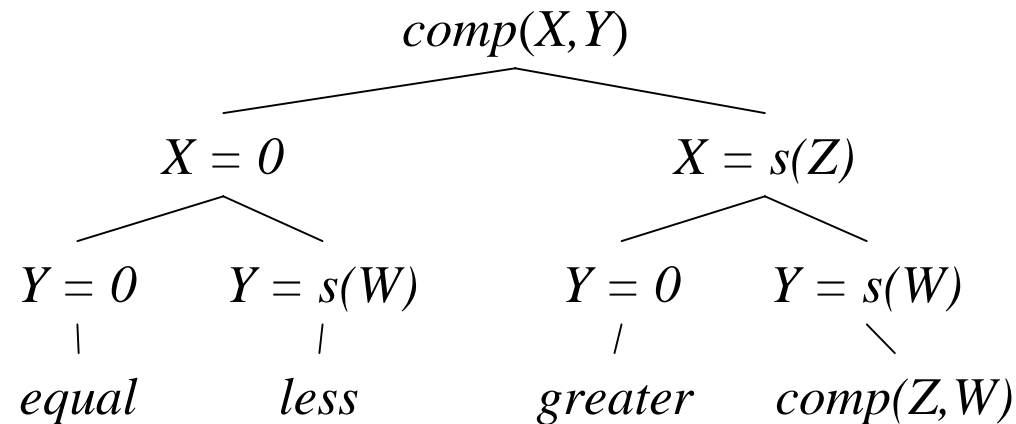 comp(X,Y)
X = 0 X = s(Z)
Y = 0 Y = s(W) Y = 0 Y = s(W)
equal less greater comp(Z,W)